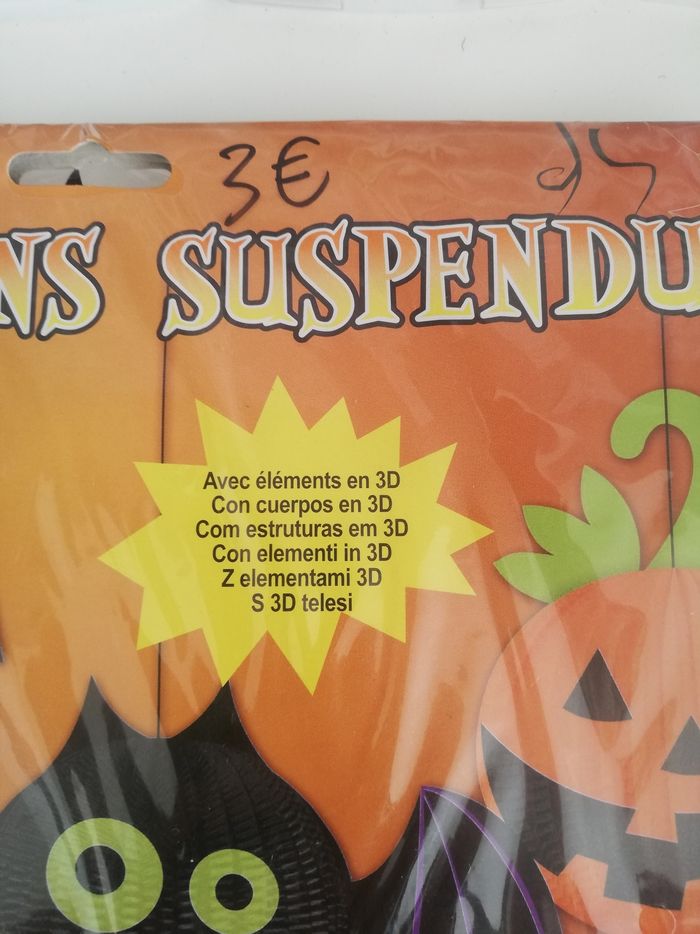 3€
NS SUSPENDU
Avec éléments en 3D
Con cuerpos en 3D
Com estruturas em 3D
Con elementi in 3D
Z elementami 3D
S 3D telesi